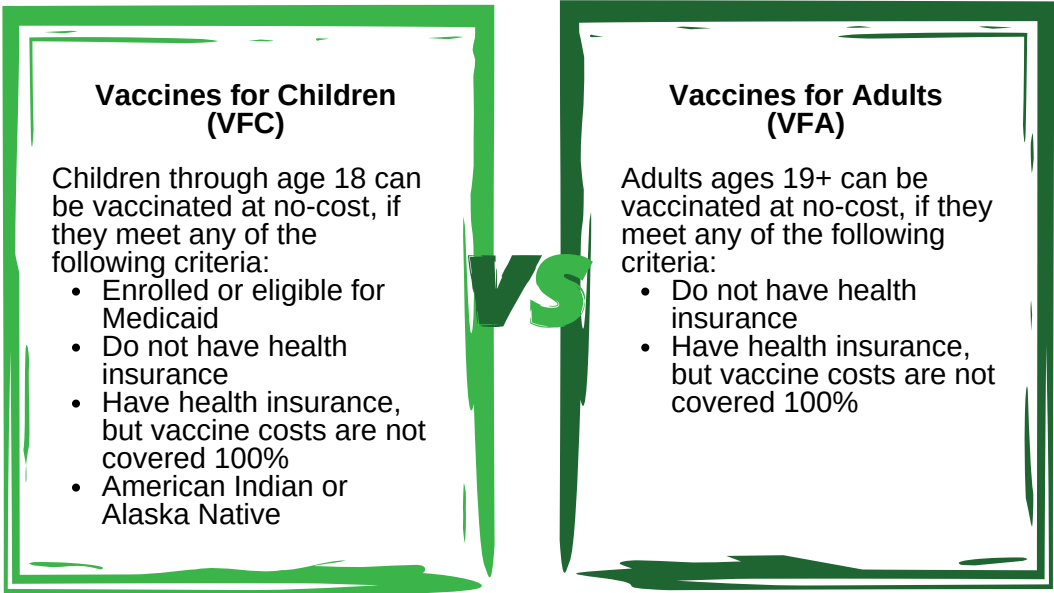 Vaccines for Children
(VFC)
Children through age 18 can
be vaccinated at no-cost, if
they meet any of the
following criteria:
• Enrolled or eligible for
Medicaid
• Do not have health
insurance
• Have health insurance,
but vaccine costs are not
covered 100%
• American Indian or
Alaska Native
VS
Vaccines for Adults
(VFA)
Adults ages 19+ can be
vaccinated at no-cost, if they
meet any of the following
criteria:
• Do not have health
insurance
• Have health insurance,
but vaccine costs are not
covered 100%